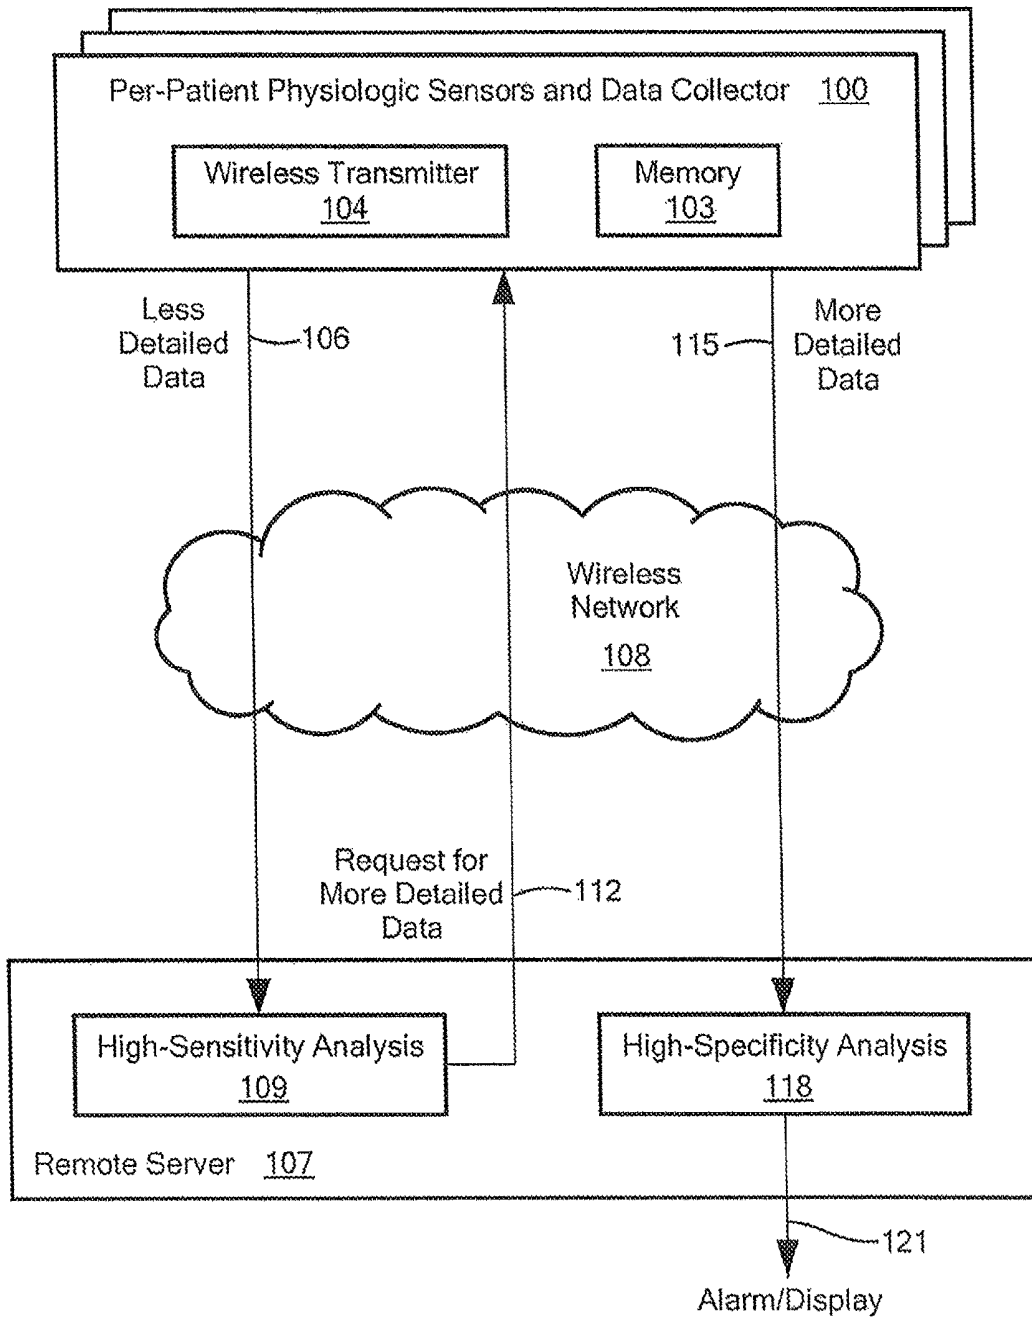 Per-Patient Physiologic Sensors and Data Collector 100
Wireless Transmitter
104
Memory
103
Less
Detailed
Data
106
115
More
Detailed
Data
Wireless
Network
108
Request for
More Detailed
Data
112
High-Sensitivity Analysis
109
High-Specificity Analysis
118
Remote Server 107
121
Alarm/Display